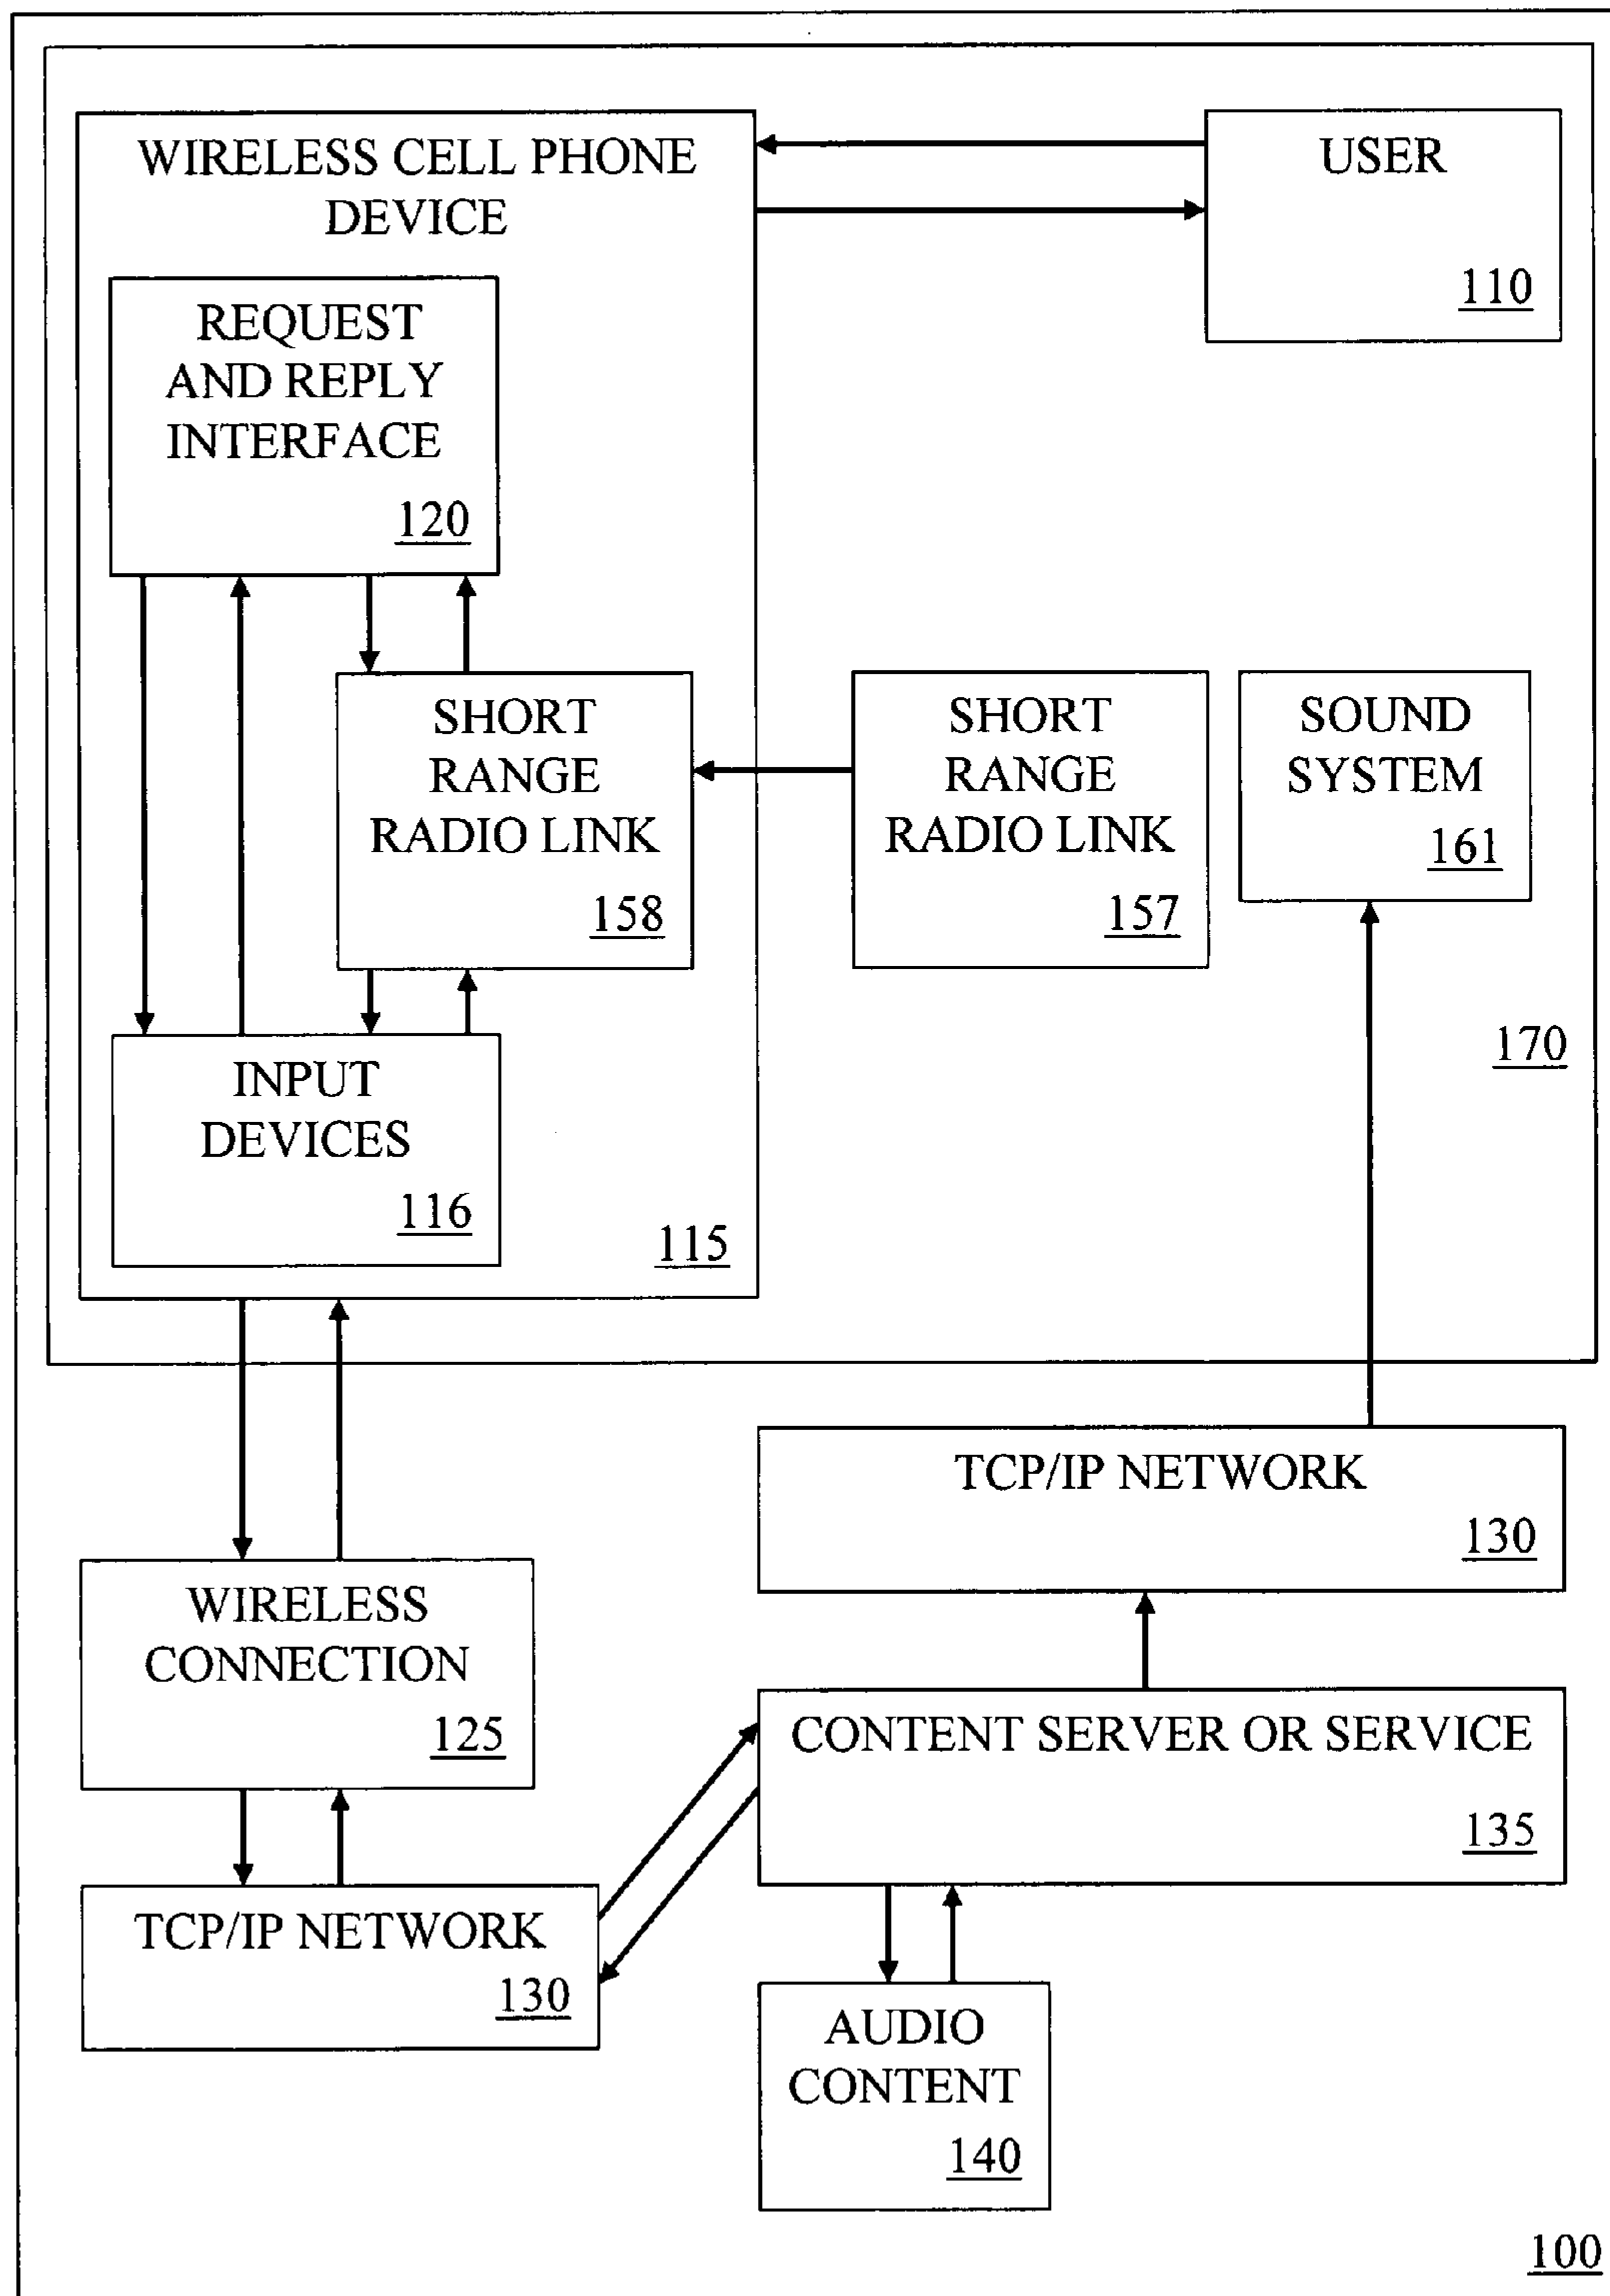 WIRELESS CELL PHONE
DEVICE
USER
110
REQUEST
AND REPLY
INTERFACE
120
SHORT
RANGE
RADIO LINK
158
SHORT
RANGE
RADIO LINK
157
SOUND
SYSTEM
161
170
INPUT
DEVICES
116
115
TCP/IP NETWORK
130
WIRELESS
CONNECTION
125
CONTENT SERVER OR SERVICE
135
TCP/IP NETWORK
130
AUDIO
CONTENT
140
100